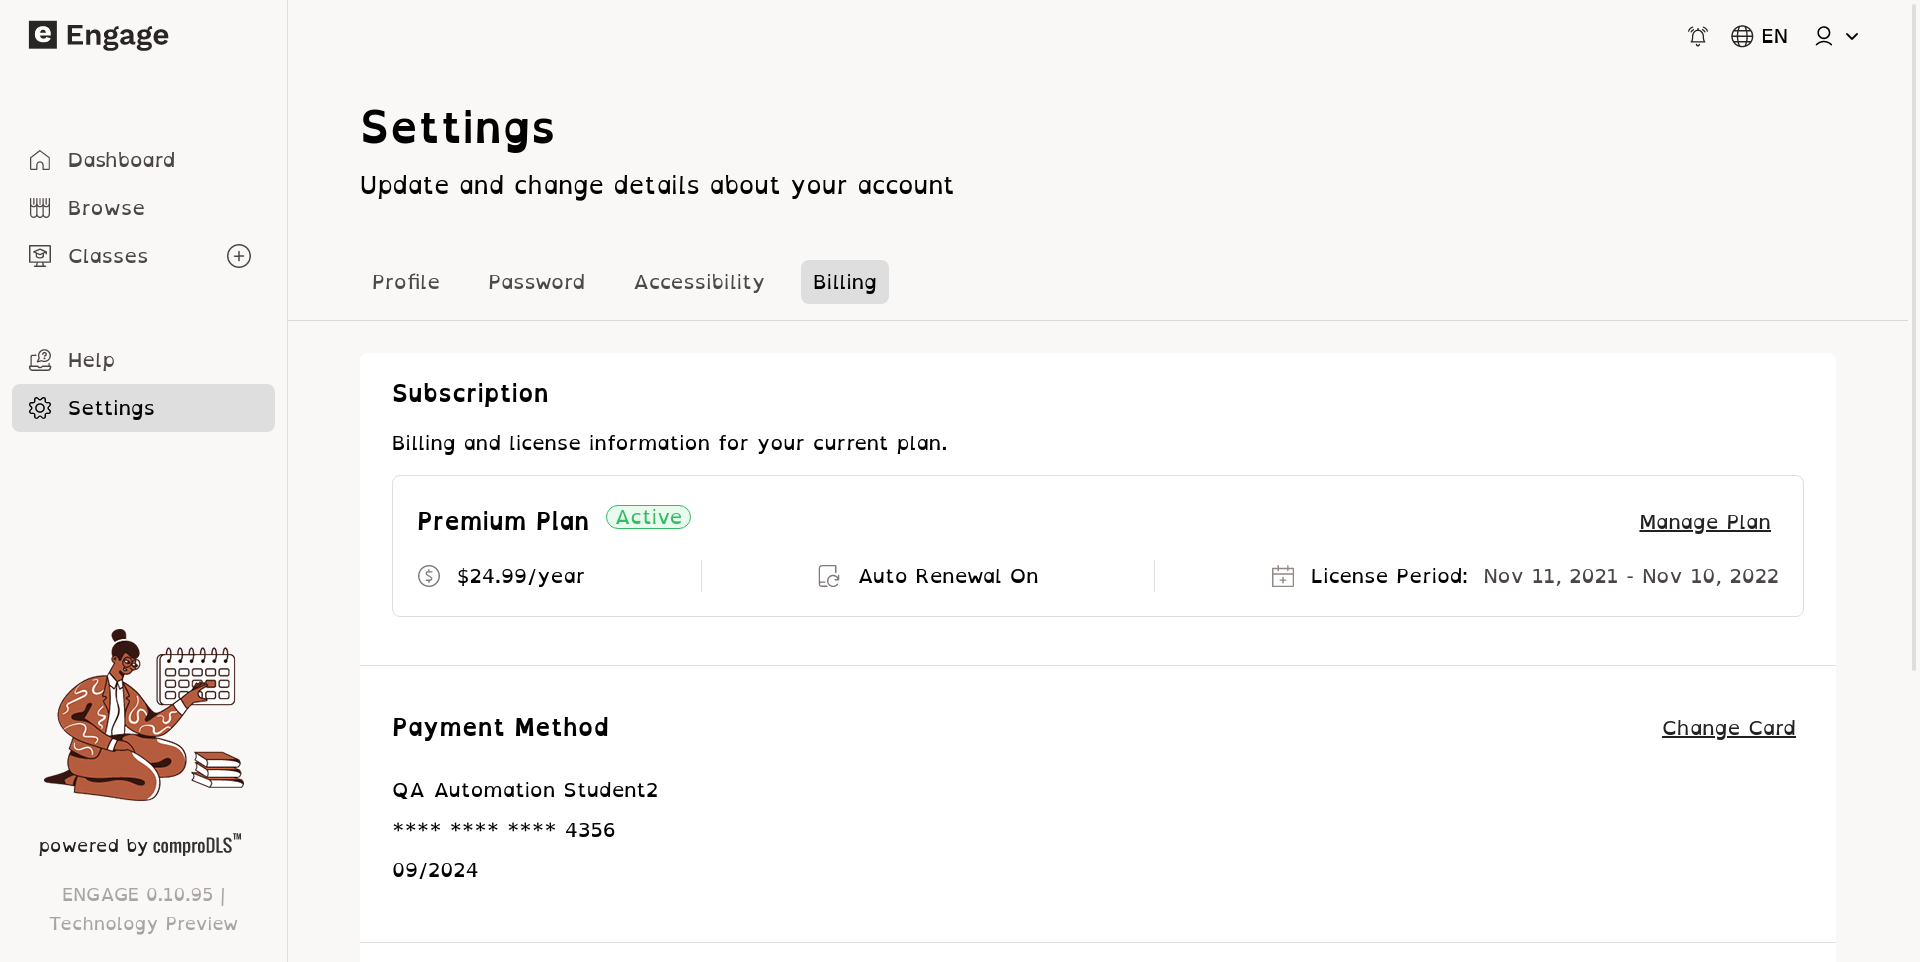 e Engage
EN
Dashboard
Browse
Classes
Help
Settings
powered by comproDLS™
ENGAGE 0.10.95 |
Technology Preview
Settings
Update and change details about your account
Profile Password Accessibility Billing
Subscription
Billing and license information for your current plan.
Premium Plan Active Manage Plan
$24.99/year Auto Renewal On License Period: Nov 11, 2021 - Nov 10, 2022
Payment Method Change Card
QA Automation Student2
**** **** **** 4356
09/2024